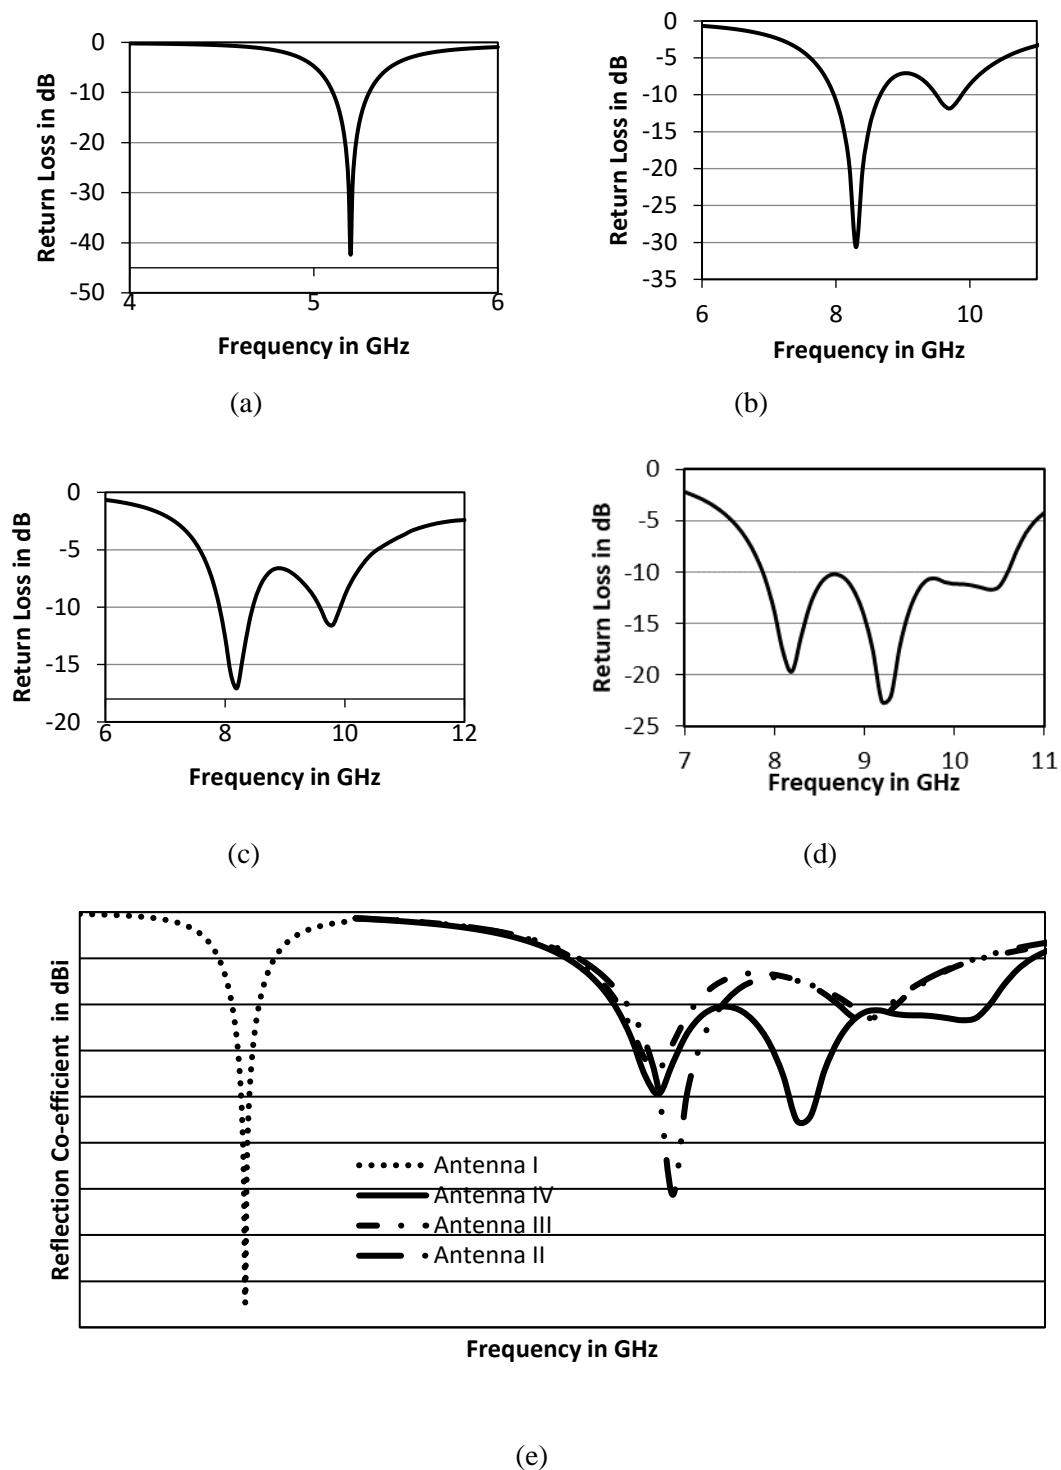 Return Loss in dB
0
-10
-20
-30
-40
-50
4
5
6
Frequency in GHz
(a)
Return Loss in dB
0
-5
-10
-15
-20
-25
-30
-35
6
8
10
Frequency in GHz
(b)
Return Loss in dB
0
-5
-10
-15
-20
6
8
10
12
Frequency in GHz
(c)
Return Loss in dB
0
-5
-10
-15
-20
-25
7
8
9
10
11
Frequency in GHz
(d)
Reflection Co-efficient in dBi
Antenna I
Antenna IV
Antenna III
Antenna II
Frequency in GHz
(e)